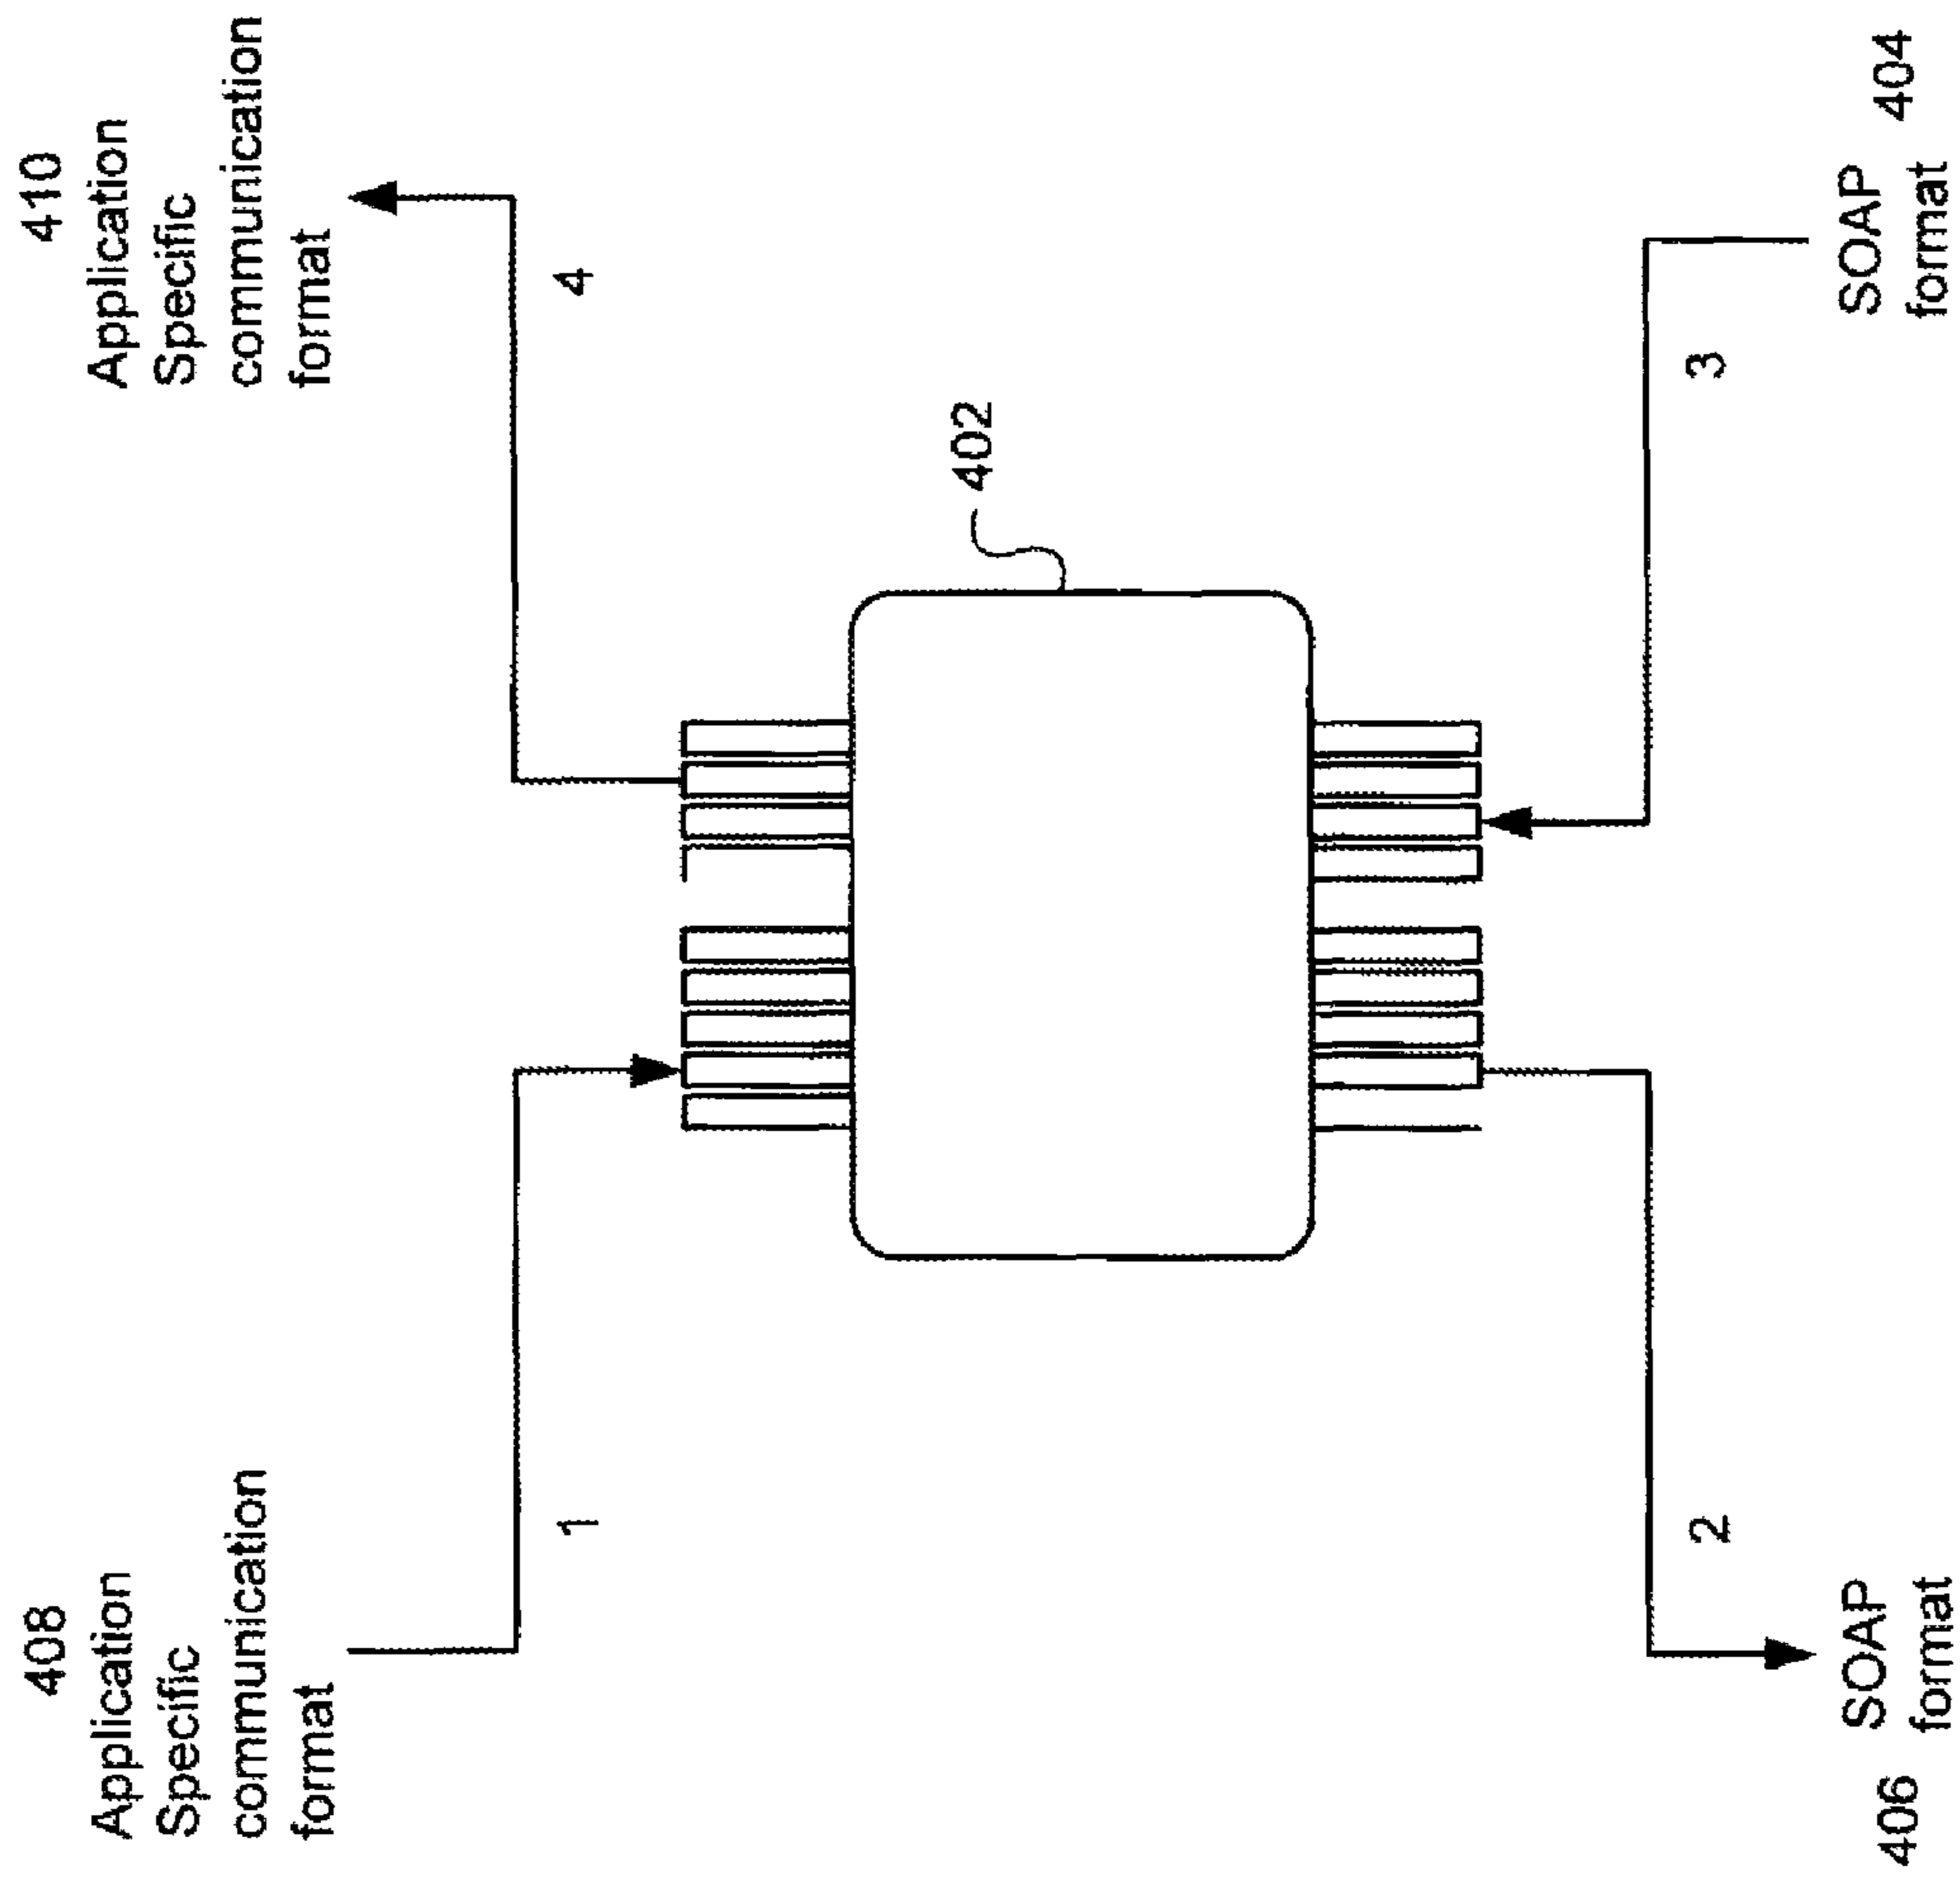 408
Application
Specific
communication
format
410
Application
Specific
communication
format
1
4
402
2
3
406
SOAP
format
SOAP
format
404